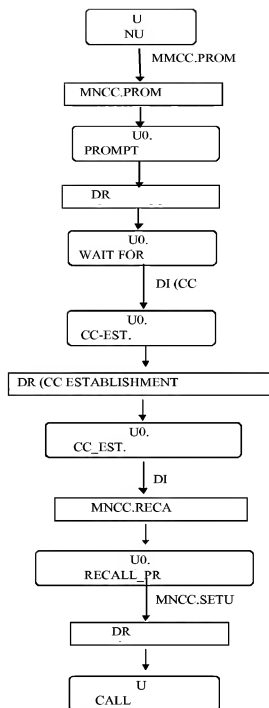 U
NU
MMCC.PROM
MNCC.PROM
U0.
PROMPT
DR
U0.
WAIT FOR
DI (CC
U0.
CC-EST.
DR (CC ESTABLISHMENT
U0.
CC_EST.
DI
MNCC.RECA
U0.
RECALL_PR
MNCC.SETU
DR
U
CALL